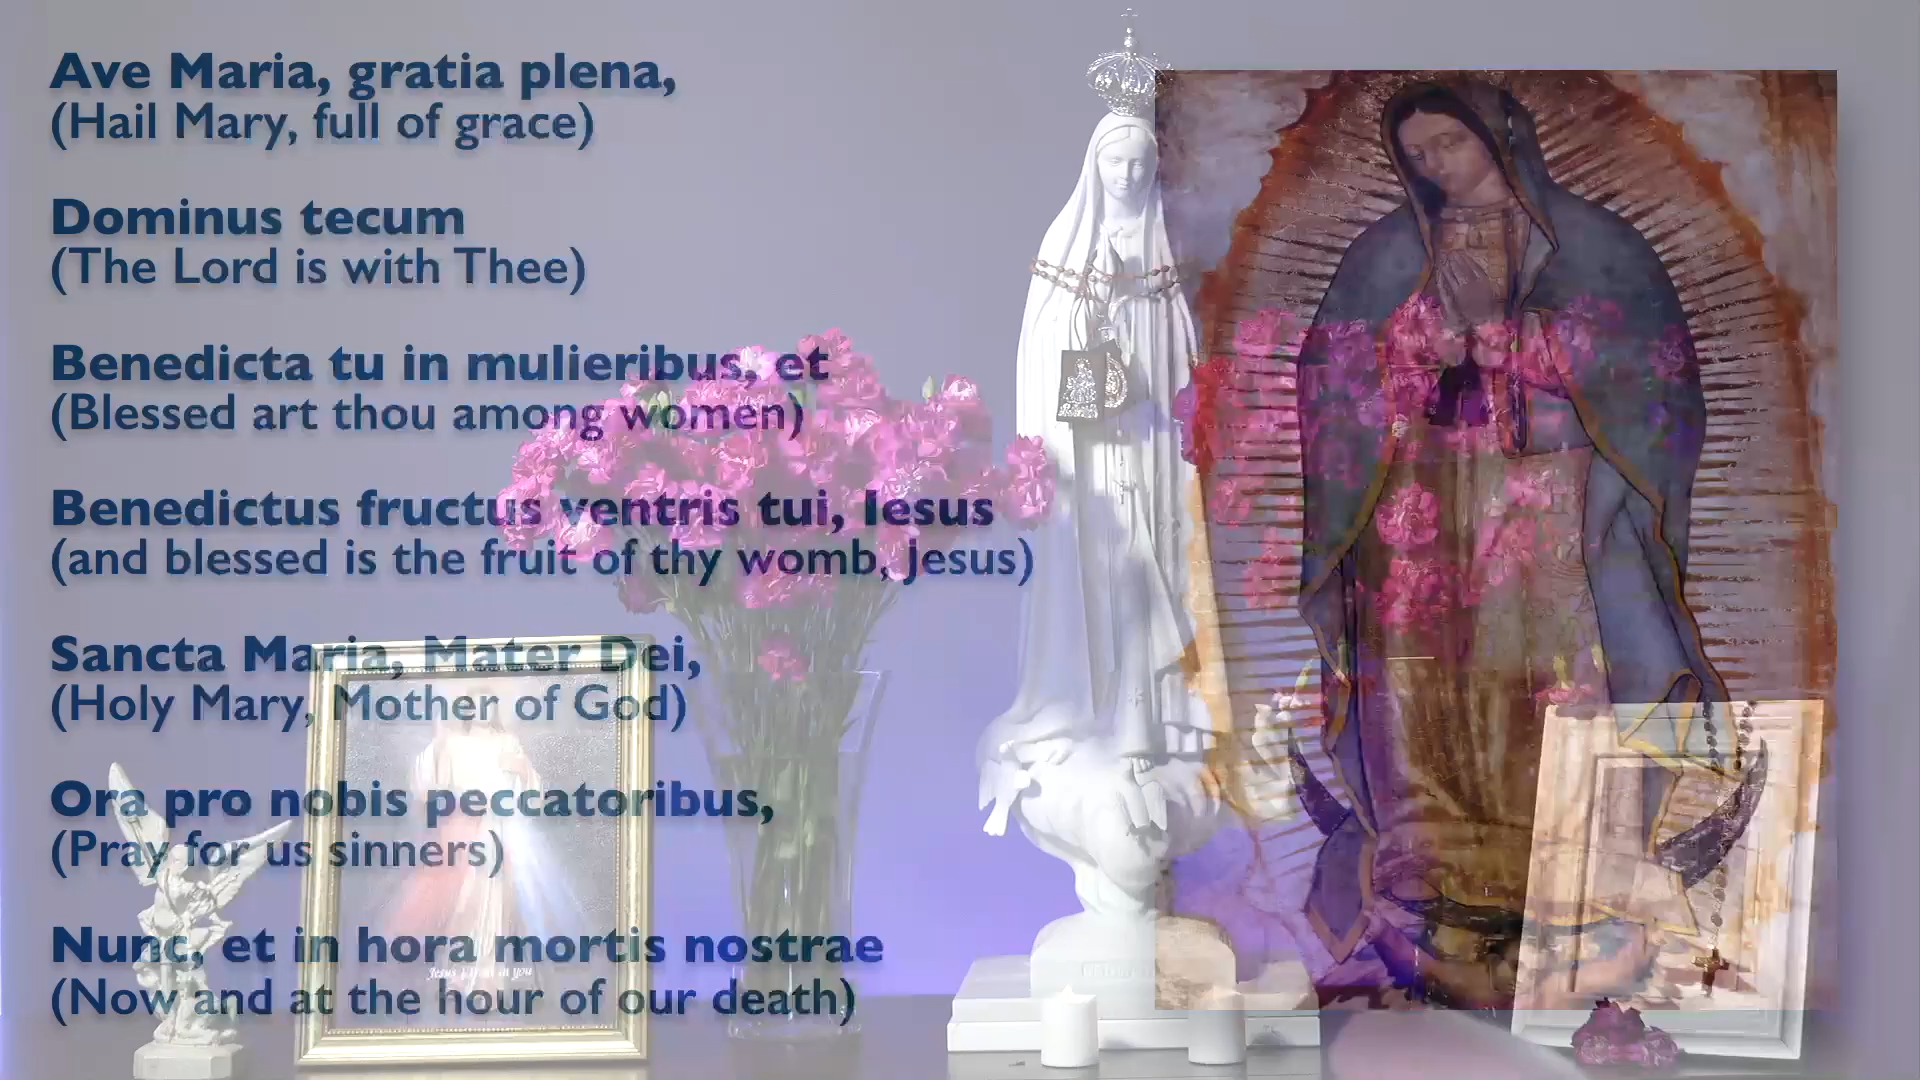 Ave Maria, gratia plena,
(Hail Mary, full of grace)
Dominus tecum
(The Lord is with Thee)
Benedicta tu in mulieribus, et
(Blessed art thou among women)
Benedictus fructus ventris tui, Iesus
(and blessed is the fruit of thy womb, Jesus)
Sancta Maria, Mater Dei,
(Holy Mary, Mother of God)
Ora pro nobis peccatoribus,
(Pray for us sinners)
Nunc, et in hora mortis nostrae
Jesus I in you
(Now and at the hour of our death)